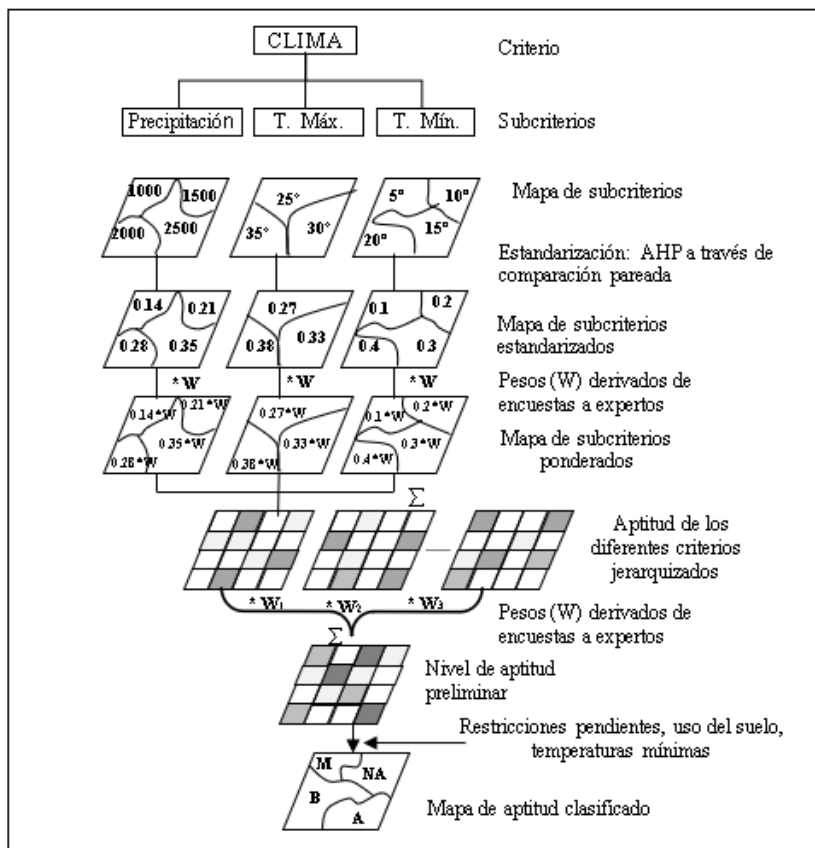 CLIMA
Criterio
Precipitación T. Máx. T. Mín. Subcriterios
Mapa de subcriterios
1000 1500 2000 2500
25° 35° 30°
5° 10° 20° 15°
Estandarización: AHP a través de
comparación pareada
0.14 0.21 0.28 0.35
0.27 0.38 0.33
0.1 0.2 0.4 0.3
Mapa de subcriterios
estandarizados
* W * W * W
Pesos (W) derivados de
encuestas a expertos
0.14*W 0.21*W 0.28*W 0.35*W
0.27*W 0.38*W 0.33*W
0.1*W 0.2*W 0.4*W 0.3*W
Mapa de subcriterios
ponderados
Σ
Aptitud de los
diferentes criterios
jerarquizados
* W1 * W2 * W3
Pesos (W) derivados de
encuestas a expertos
Σ
Nivel de aptitud
preliminar
Restricciones pendientes, uso del suelo,
temperaturas mínimas
M NA
B A
Mapa de aptitud clasificado